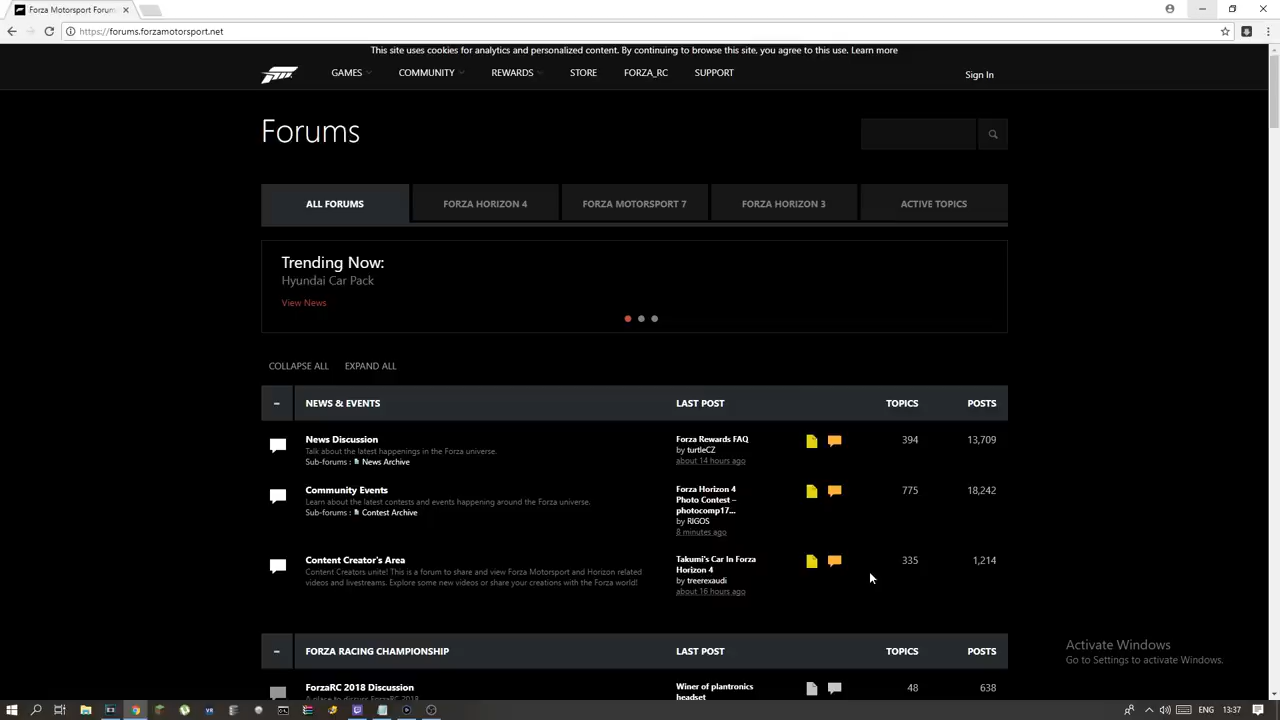 Forza Motorsport Forum
https://forums.forzamotorsport.net
This site uses cookies for analytics and personalized content. By continuing to browse this site, you agree to this use. Learn more
GAMES COMMUNITY REWARDS STORE FORZA_RC SUPPORT Sign In
Forums
ALL FORUMS FORZA HORIZON 4 FORZA MOTORSPORT 7 FORZA HORIZON 3 ACTIVE TOPICS
Trending Now:
Hyundai Car Pack
View News
COLLAPSE ALL EXPAND ALL
NEWS & EVENTS LAST POST TOPICS POSTS
News Discussion
Talk about the latest happenings in the Forza universe.
Sub-forums : News Archive
Forza Rewards FAQ
by turtleCZ
about 14 hours ago
394 13,709
Community Events
Learn about the latest contests and events happening around the Forza universe.
Sub-forums : Contest Archive
Forza Horizon 4
Photo Contest –
photocomp17...
by RIGOS
8 minutes ago
775 18,242
Content Creator's Area
Content Creators unite! This is a forum to share and view Forza Motorsport and Horizon related
videos and livestreams. Explore some new videos or share your creations with the Forza world!
Takumi's Car In Forza
Horizon 4
by treerexaudi
about 16 hours ago
335 1,214
FORZA RACING CHAMPIONSHIP LAST POST TOPICS POSTS
ForzaRC 2018 Discussion
A place to discuss ForzaRC 2018.
Winer of plantronics
headset
48 638
Activate Windows
Go to Settings to activate Windows.
ENG 13:37